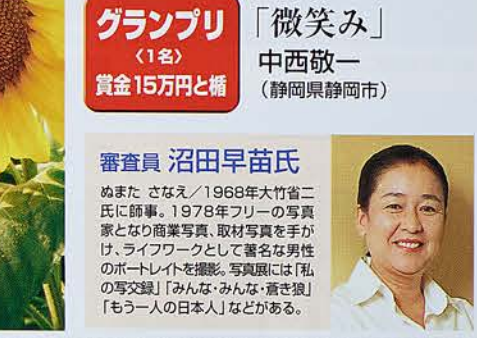 グランプリ
〈1名〉
賞金15万円と楯
「微笑み」
中西敬一
（静岡県静岡市）
審査員 沼田早苗氏
ぬまた さなえ／1968年大竹省二
氏に師事。1978年フリーの写真
家となり商業写真、取材写真を手が
け、ライフワークとして著名な男性
のポートレイトを撮影。写真展には「私
の写交録」「みんな・みんな・蒼き狼」
「もう一人の日本人」などがある。